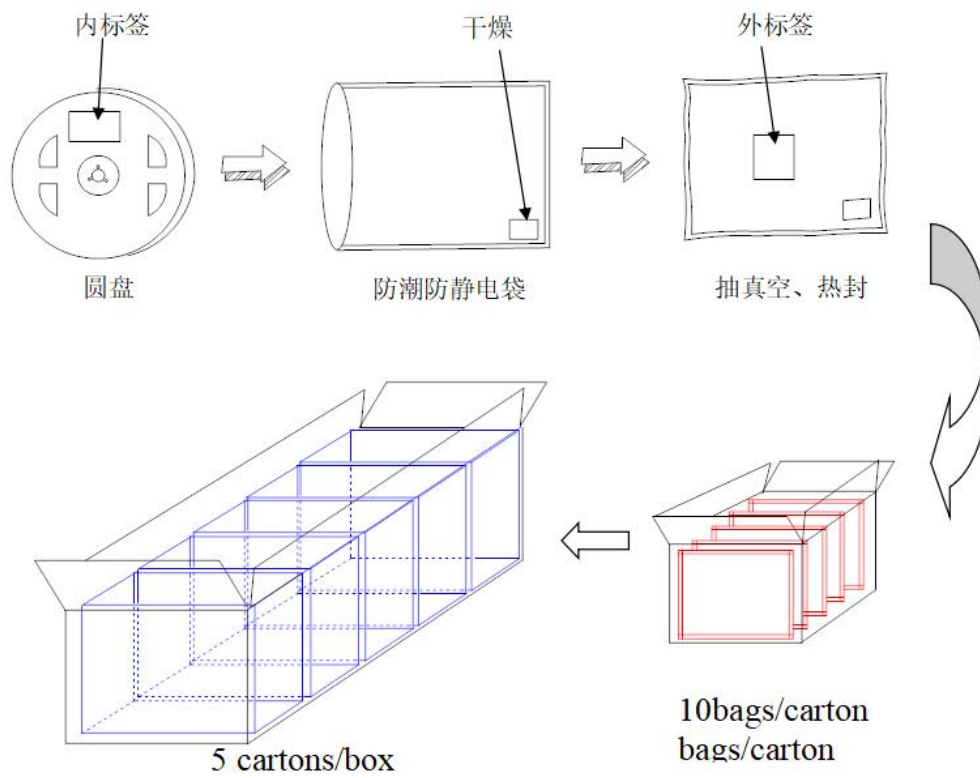 内标签
干燥
外标签
圆盘
防潮防静电袋
抽真空、热封
10bags/carton
bags/carton
5 cartons/box